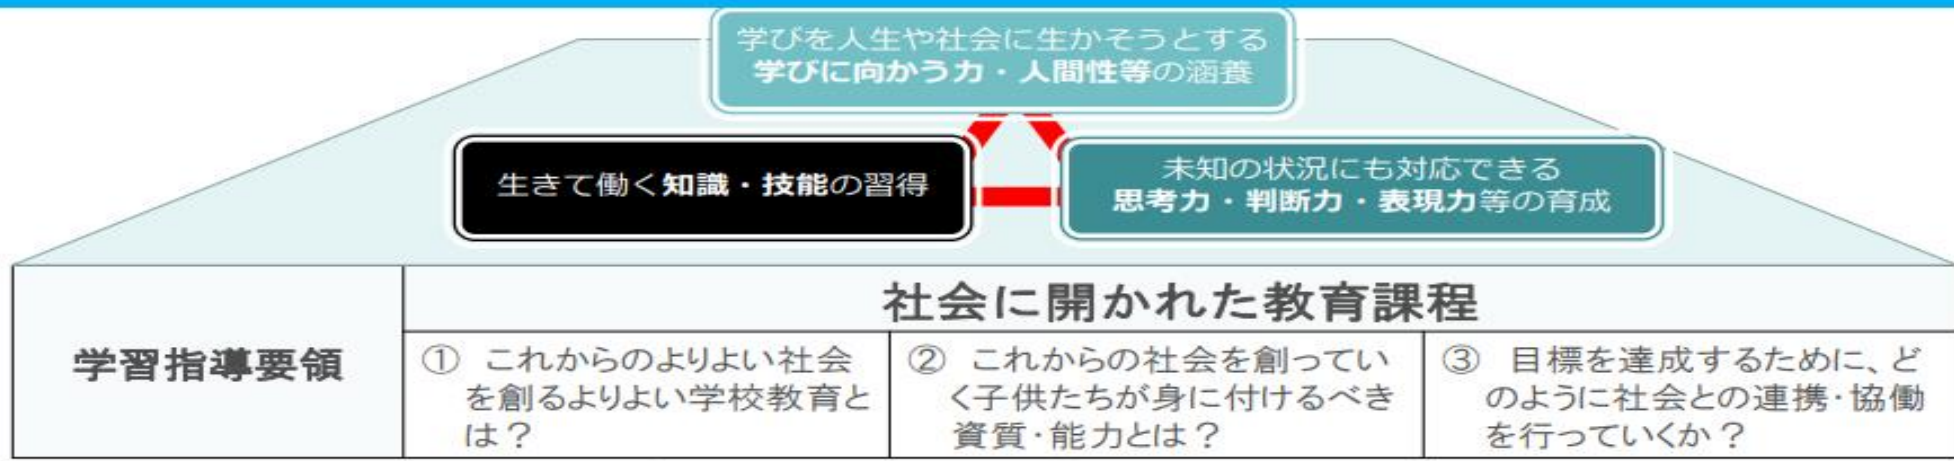 学びを人生や社会に生かそうとする
学びに向かう力・人間性等の涵養
生きて働く知識・技能の習得
未知の状況にも対応できる
思考力・判断力・表現力等の育成
学習指導要領
社会に開かれた教育課程
① これからのよりよい社会
を創るよりよい学校教育と
は？
② これからの社会を創ってい
く子供たちが身に付けるべき
資質･能力とは？
③ 目標を達成するために、ど
のように社会との連携･協働
を行っていくか？